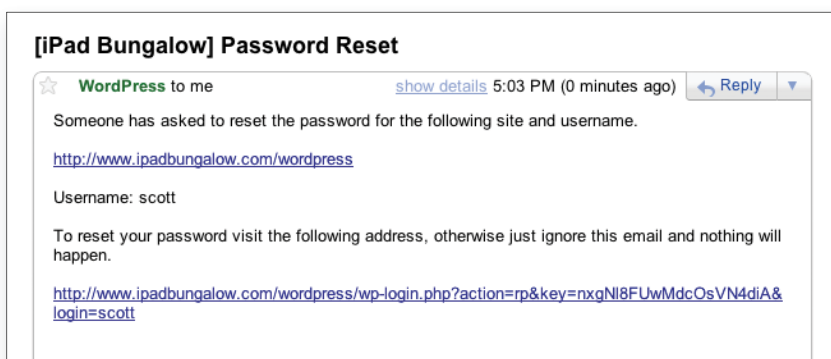 [iPad Bungalow] Password Reset
WordPress to me show details 5:03 PM (0 minutes ago) Reply
Someone has asked to reset the password for the following site and username.
http://www.ipadbungalow.com/wordpress
Username: scott
To reset your password visit the following address, otherwise just ignore this email and nothing will
happen.
http://www.ipadbungalow.com/wordpress/wp-login.php?action=rp&key=nxgNl8FUwMdcOsVN4diA&
login=scott